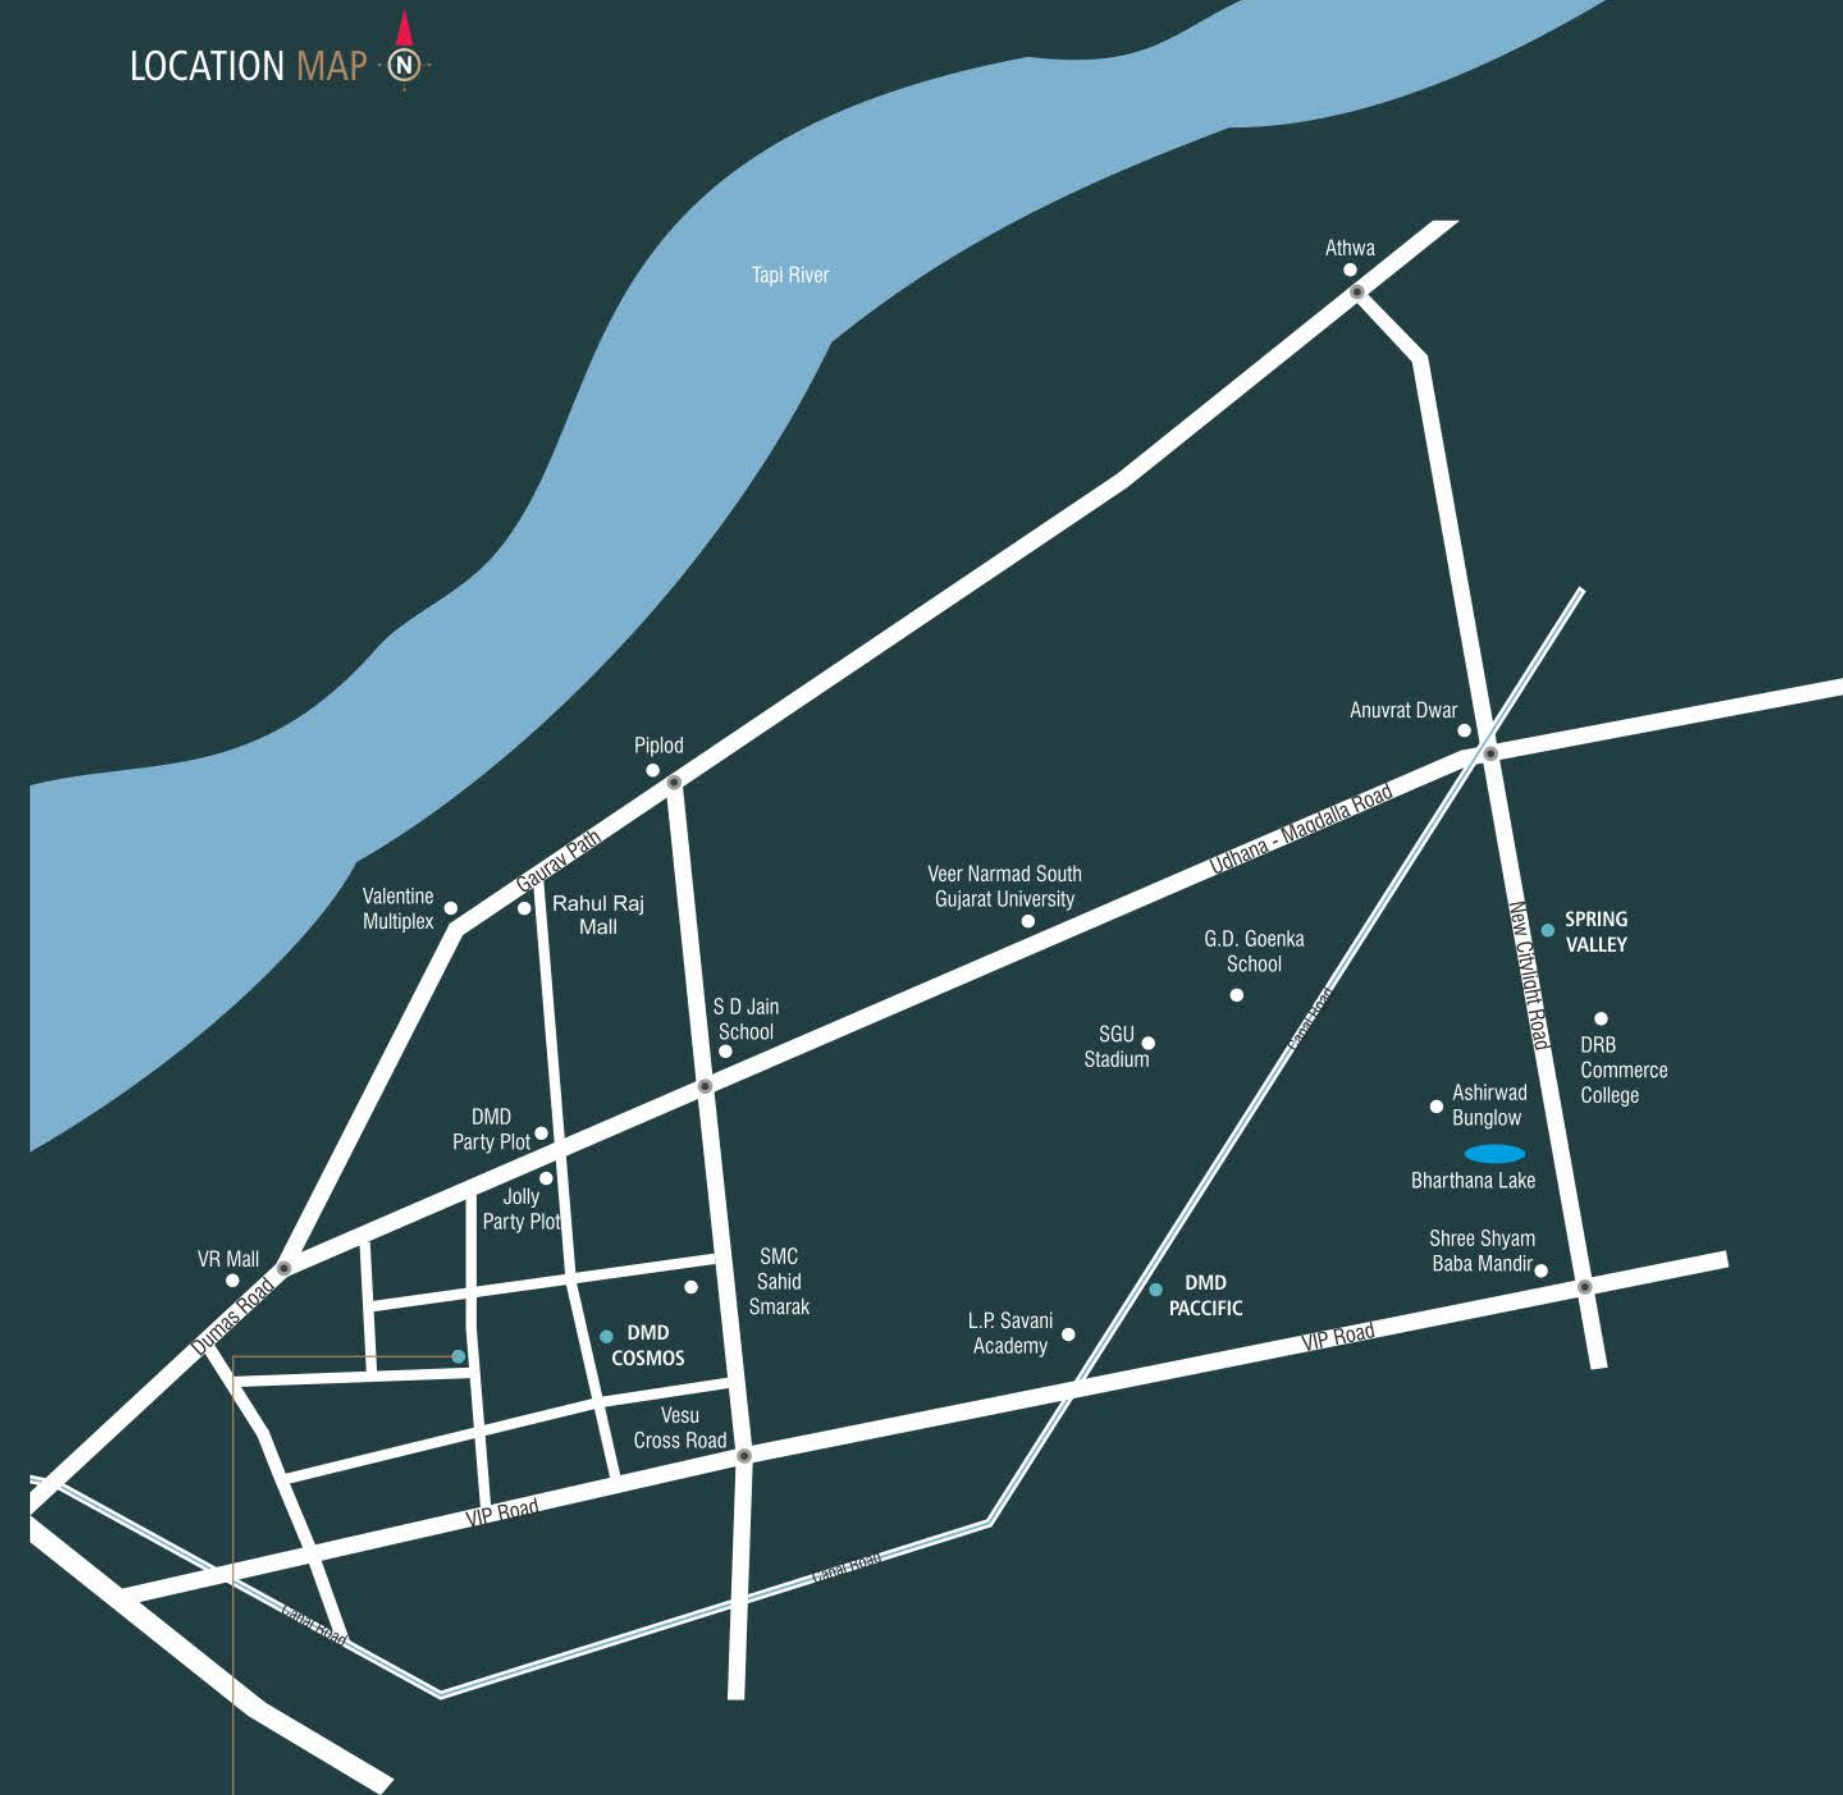 LOCATION MAP
N
Tapi River
Athwa
Anuvrat Dwar
Piplod
Gaurav Path
Udhana - Magdalla Road
Valentine
Multiplex
Rahul Raj
Mall
Veer Narmad South
Gujarat University
G.D. Goenka
School
SPRING
VALLEY
New Citylight Road
S D Jain
School
SGU
Stadium
Canal Road
DRB
Commerce
College
Ashirwad
Bunglow
DMD
Party Plot
Jolly
Party Plot
Bharthana Lake
VR Mall
Dumas Road
SMC
Sahid
Smarak
Shree Shyam
Baba Mandir
DMD
PACCIFIC
L.P. Savani
Academy
VIP Road
DMD
COSMOS
Vesu
Cross Road
VIP Road
Canal Road
Canal Road